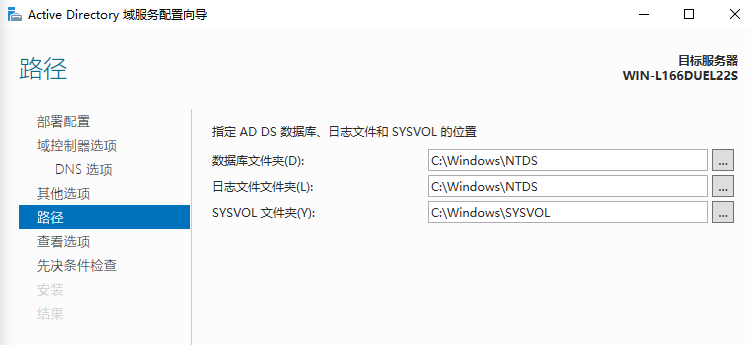 Active Directory 域服务配置向导
路径
目标服务器
WIN-L166DUEL22S
部署配置
域控制器选项
DNS 选项
其他选项
路径
查看选项
先决条件检查
安装
结果
指定 AD DS 数据库、日志文件和 SYSVOL 的位置
数据库文件夹(D): C:\Windows\NTDS ...
日志文件文件夹(L): C:\Windows\NTDS ...
SYSVOL 文件夹(Y): C:\Windows\SYSVOL ...